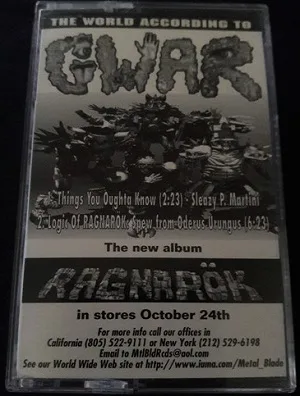 THE WORLD ACCORDING TO
GWAR
1. Things You Oughta Know (2:23) - Sleazy P. Martini
2. Logic Of RAGNARÖK: Spew from Oderus Urungus (6:23)
The new album
RAGNARÖK
in stores October 24th
For more info call our offices in
California (805) 522-9111 or New York (212) 529-6198
Email to MtlBldRcds@aol.com
See our World Wide Web site at http://www.iuma.com/Metal_Blade